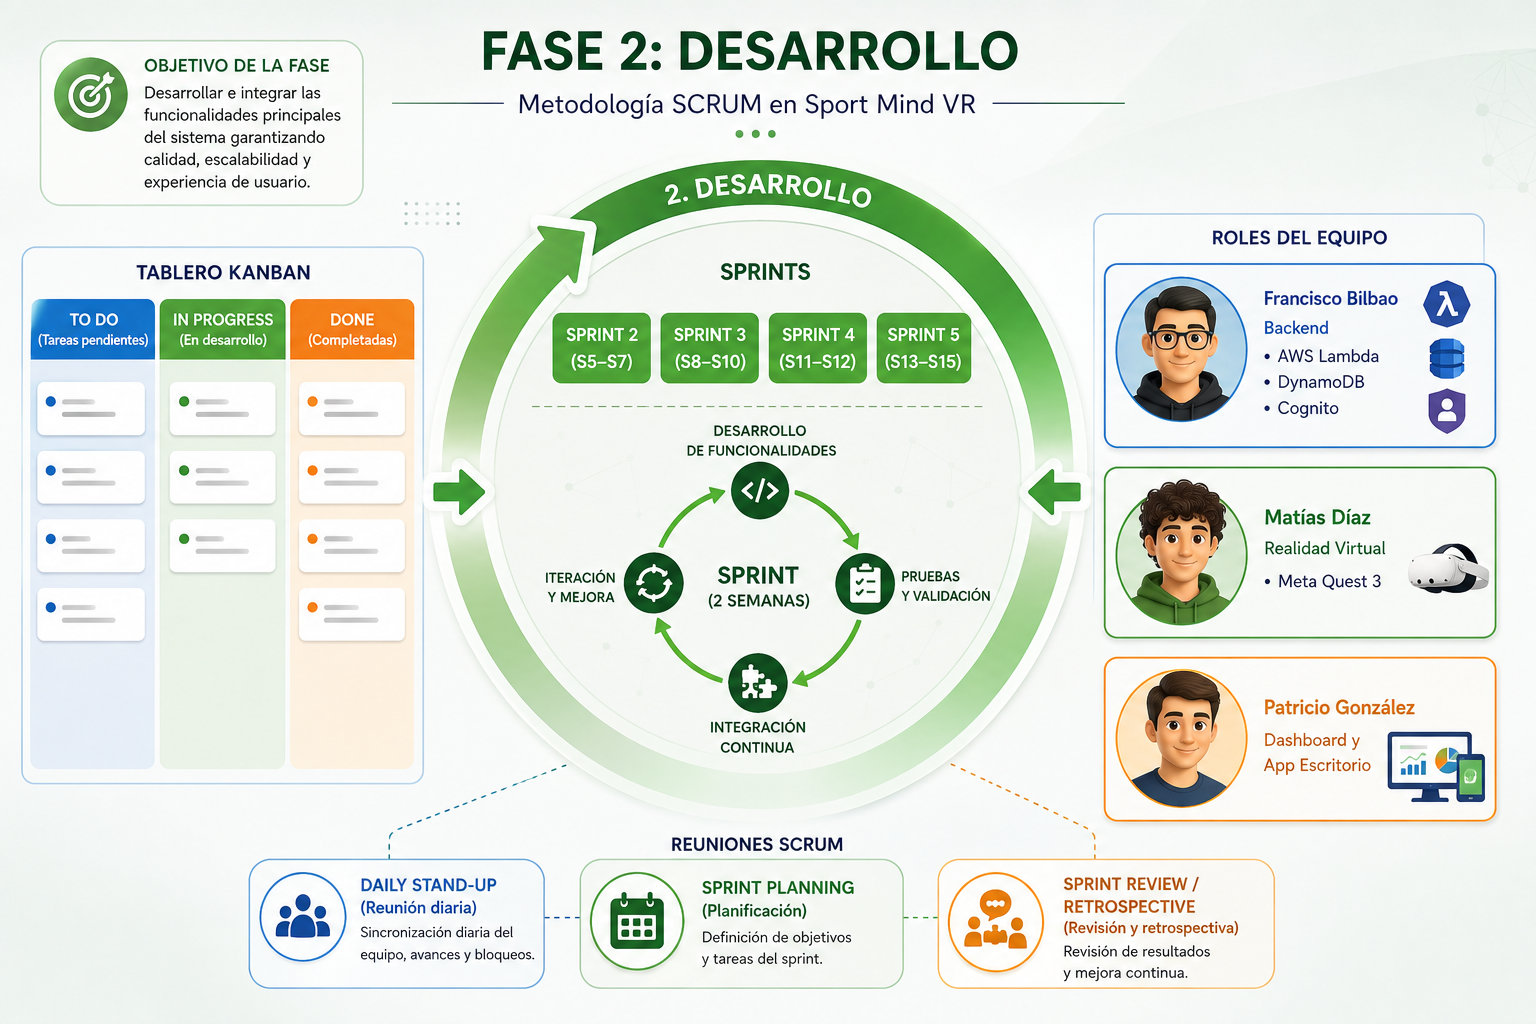 FASE 2: DESARROLLO
Metodología SCRUM en Sport Mind VR
OBJETIVO DE LA FASE
Desarrollar e integrar las
funcionalidades principales
del sistema garantizando
calidad, escalabilidad y
experiencia de usuario.
TABLERO KANBAN
TO DO
(Tareas pendientes)
IN PROGRESS
(En desarrollo)
DONE
(Completadas)
2. DESARROLLO
SPRINTS
SPRINT 2
(S5–S7)
SPRINT 3
(S8–S10)
SPRINT 4
(S11–S12)
SPRINT 5
(S13–S15)
DESARROLLO
DE FUNCIONALIDADES
</>
PRUEBAS
Y VALIDACIÓN
INTEGRACIÓN
CONTINUA
ITERACIÓN
Y MEJORA
SPRINT
(2 SEMANAS)
ROLES DEL EQUIPO
Francisco Bilbao
Backend
• AWS Lambda
• DynamoDB
• Cognito
λ
Matías Díaz
Realidad Virtual
• Meta Quest 3
Patricio González
Dashboard y
App Escritorio
REUNIONES SCRUM
DAILY STAND-UP
(Reunión diaria)
Sincronización diaria del
equipo, avances y bloqueos.
SPRINT PLANNING
(Planificación)
Definición de objetivos
y tareas del sprint.
SPRINT REVIEW /
RETROSPECTIVE
(Revisión y retrospectiva)
Revisión de resultados
y mejora continua.